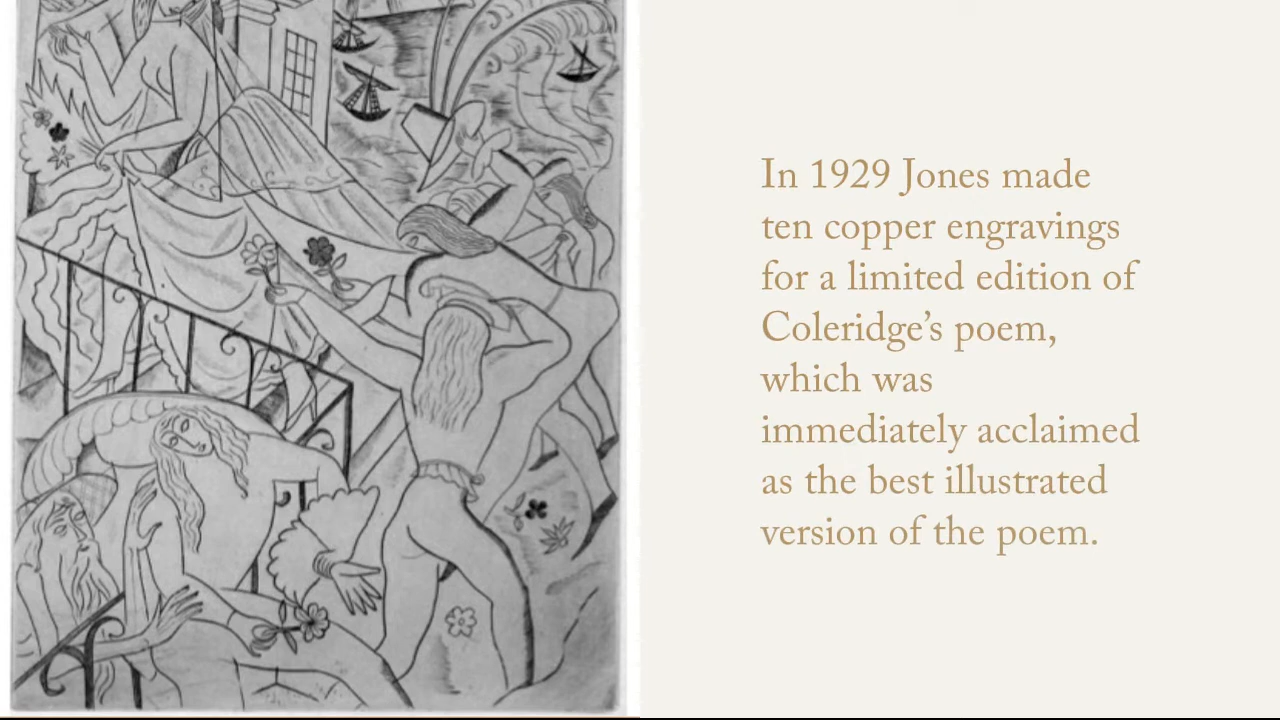 In 1929 Jones made
ten copper engravings
for a limited edition of
Coleridge’s poem,
which was
immediately acclaimed
as the best illustrated
version of the poem.